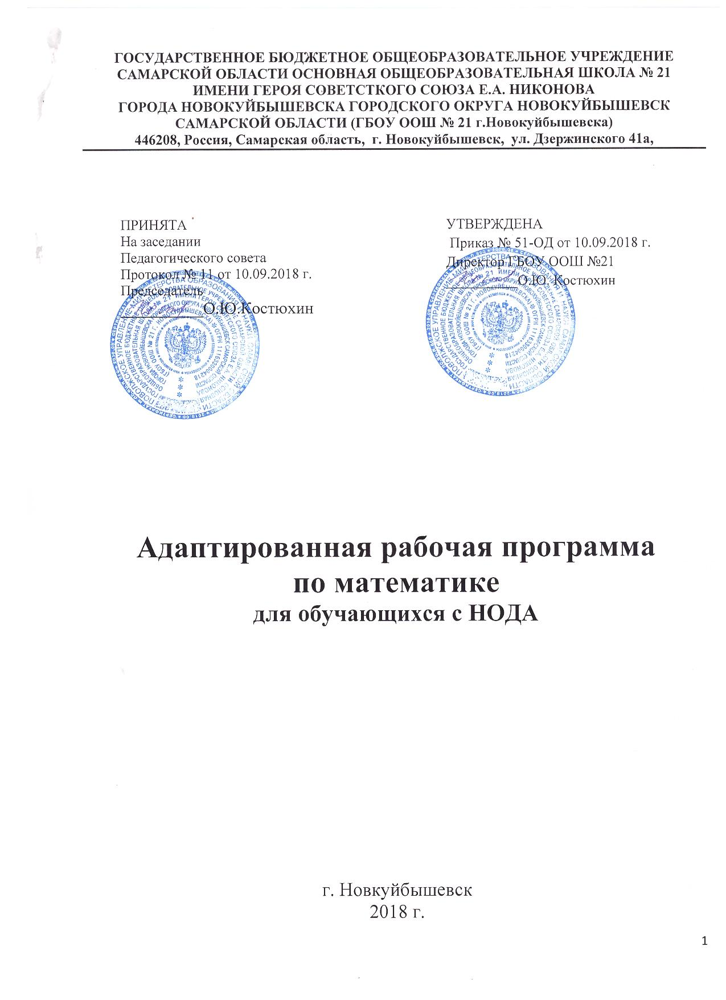 ГОСУДАРСТВЕННОЕ БЮДЖЕТНОЕ ОБЩЕОБРАЗОВАТЕЛЬНОЕ УЧРЕЖДЕНИЕ
САМАРСКОЙ ОБЛАСТИ ОСНОВНАЯ ОБЩЕОБРАЗОВАТЕЛЬНАЯ ШКОЛА № 21
ИМЕНИ ГЕРОЯ СОВЕТСТКОГО СОЮЗА Е.А. НИКОНОВА
ГОРОДА НОВОКУЙБЫШЕВСКА ГОРОДСКОГО ОКРУГА НОВОКУЙБЫШЕВСК
САМАРСКОЙ ОБЛАСТИ (ГБОУ ООШ № 21 г.Новокуйбышевска)
446208, Россия, Самарская область, г. Новокуйбышевск, ул. Дзержинского 41а,
ПРИНЯТА
На заседании
Педагогического совета
Протокол № 11 от 10.09.2018 г.
Председатель
О.Ю.Костюхин
УТВЕРЖДЕНА
Приказ № 51-ОД от 10.09.2018 г.
Директор ГБОУ ООШ №21
О.Ю. Костюхин
Адаптированная рабочая программа
по математике
для обучающихся с НОДА
г. Новкуйбышевск
2018 г.
1